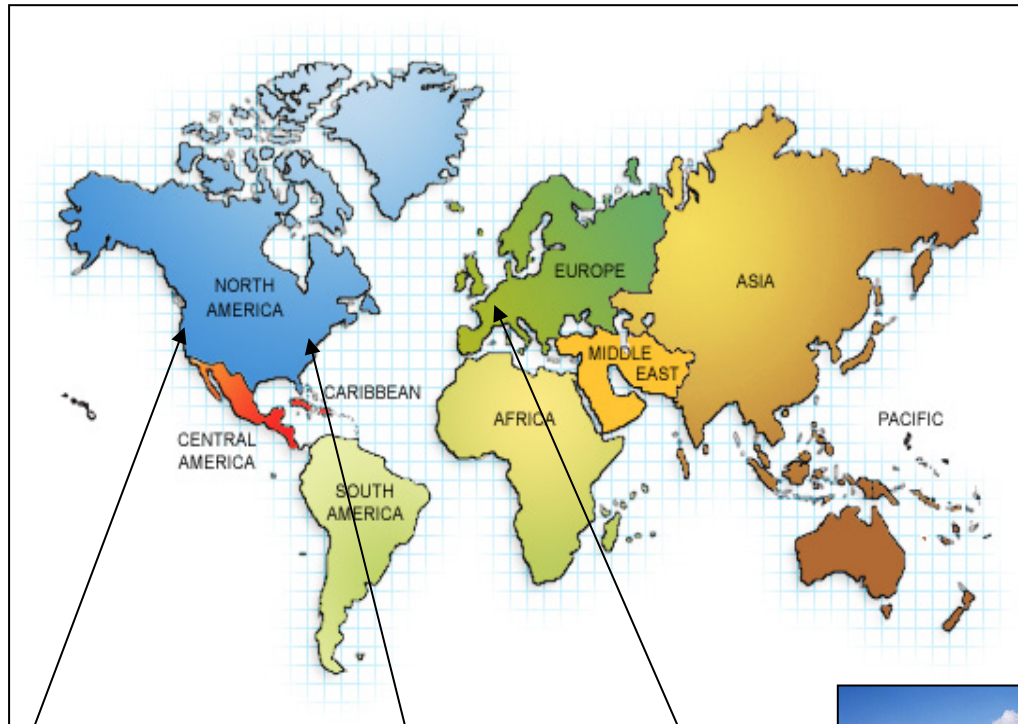 NORTH
AMERICA
EUROPE
ASIA
MIDDLE
EAST
CARIBBEAN
AFRICA
PACIFIC
CENTRAL
AMERICA
SOUTH
AMERICA